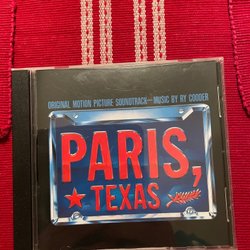 ORIGINAL MOTION PICTURE SOUNDTRACK—MUSIC BY RY COODER
PARIS,
TEXAS